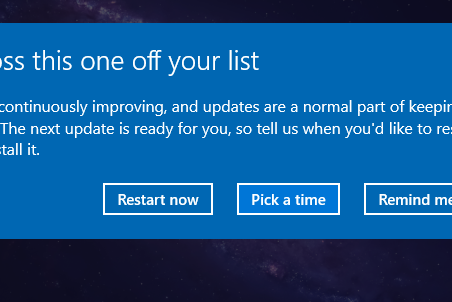 oss this one off your list
continuously improving, and updates are a normal part of keepin
The next update is ready for you, so tell us when you'd like to res
tall it.
Restart now
Pick a time
Remind me